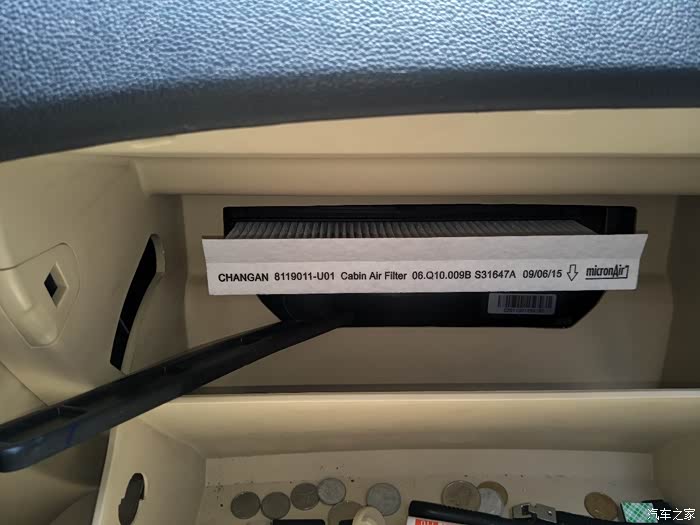 CHANGAN 8119011-U01 Cabin Air Filter 06.Q10.009B S31647A 09/06/15 micronAir
汽车之家